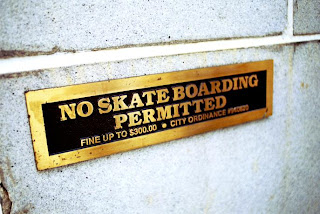 NO SKATE BOARDING
PERMITTED
FINE UP TO $300.00 • CITY ORDINANCE